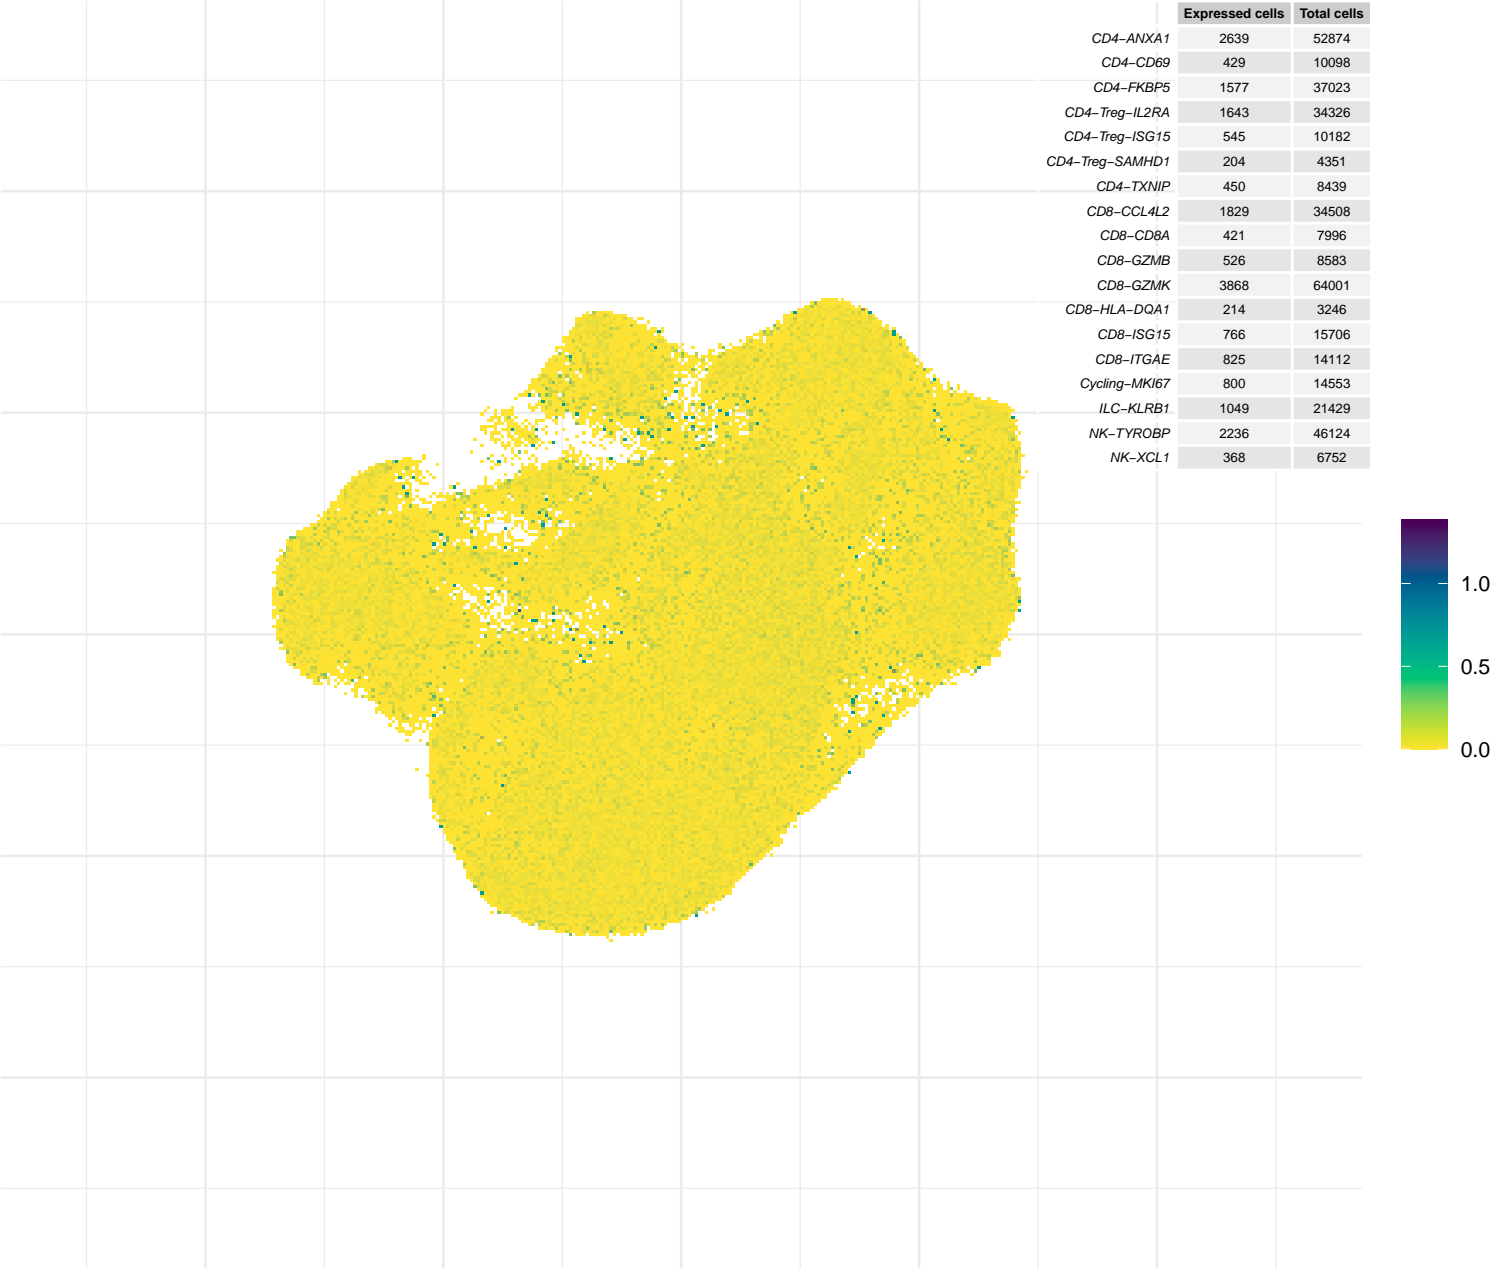 Expressed cells Total cells
CD4−ANXA1 2639 52874
CD4−CD69 429 10098
CD4−FKBP5 1577 37023
CD4−Treg−IL2RA 1643 34326
CD4−Treg−ISG15 545 10182
CD4−Treg−SAMHD1 204 4351
CD4−TXNIP 450 8439
CD8−CCL4L2 1829 34508
CD8−CD8A 421 7996
CD8−GZMB 526 8583
CD8−GZMK 3868 64001
CD8−HLA−DQA1 214 3246
CD8−ISG15 766 15706
CD8−ITGAE 825 14112
Cycling−MKI67 800 14553
ILC−KLRB1 1049 21429
NK−TYROBP 2236 46124
NK−XCL1 368 6752
1.0
0.5
0.0